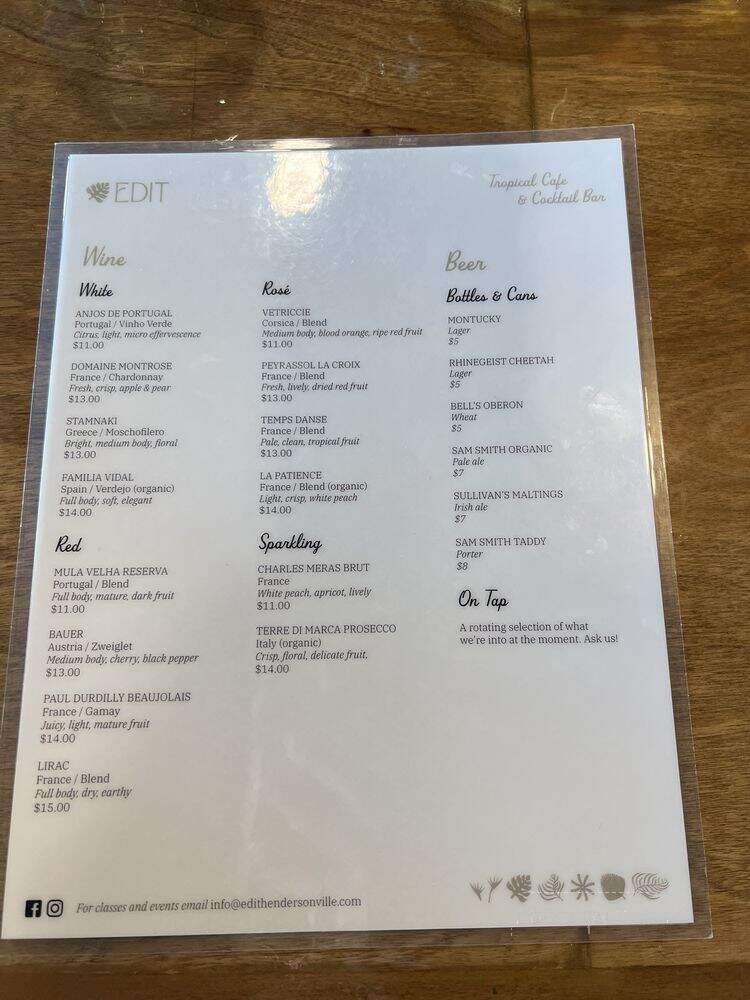 EDIT
Tropical Cafe
& Cocktail Bar
Wine
White
ANJOS DE PORTUGAL
Portugal / Vinho Verde
Citrus, light, micro effervescence
$11.00
DOMAINE MONTROSE
France / Chardonnay
Fresh, crisp, apple & pear
$13.00
STAMNAKI
Greece / Moschofilero
Bright, medium body, floral
$13.00
FAMILIA VIDAL
Spain / Verdejo (organic)
Full body, soft, elegant
$14.00
Red
MULA VELHA RESERVA
Portugal / Blend
Full body, mature, dark fruit
$11.00
BAUER
Austria / Zweiglet
Medium body, cherry, black pepper
$13.00
PAUL DURDILLY BEAUJOLAIS
France / Gamay
Juicy, light, mature fruit
$14.00
LIRAC
France / Blend
Full body, dry, earthy
$15.00
Rosé
VETRICCIE
Corsica / Blend
Medium body, blood orange, ripe red fruit
$11.00
PEYRASSOL LA CROIX
France / Blend
Fresh, lively, dried red fruit
$13.00
TEMPS DANSE
France / Blend
Pale, clean, tropical fruit
$13.00
LA PATIENCE
France / Blend (organic)
Light, crisp, white peach
$14.00
Sparkling
CHARLES MERAS BRUT
France
White peach, apricot, lively
$11.00
TERRE DI MARCA PROSECCO
Italy (organic)
Crisp, floral, delicate fruit,
$14.00
Beer
Bottles & Cans
MONTUCKY
Lager
$5
RHINEGEIST CHEETAH
Lager
$5
BELL'S OBERON
Wheat
$5
SAM SMITH ORGANIC
Pale ale
$7
SULLIVAN'S MALTINGS
Irish ale
$7
SAM SMITH TADDY
Porter
$8
On Tap
A rotating selection of what
we're into at the moment. Ask us!
For classes and events email info@edithendersonville.com